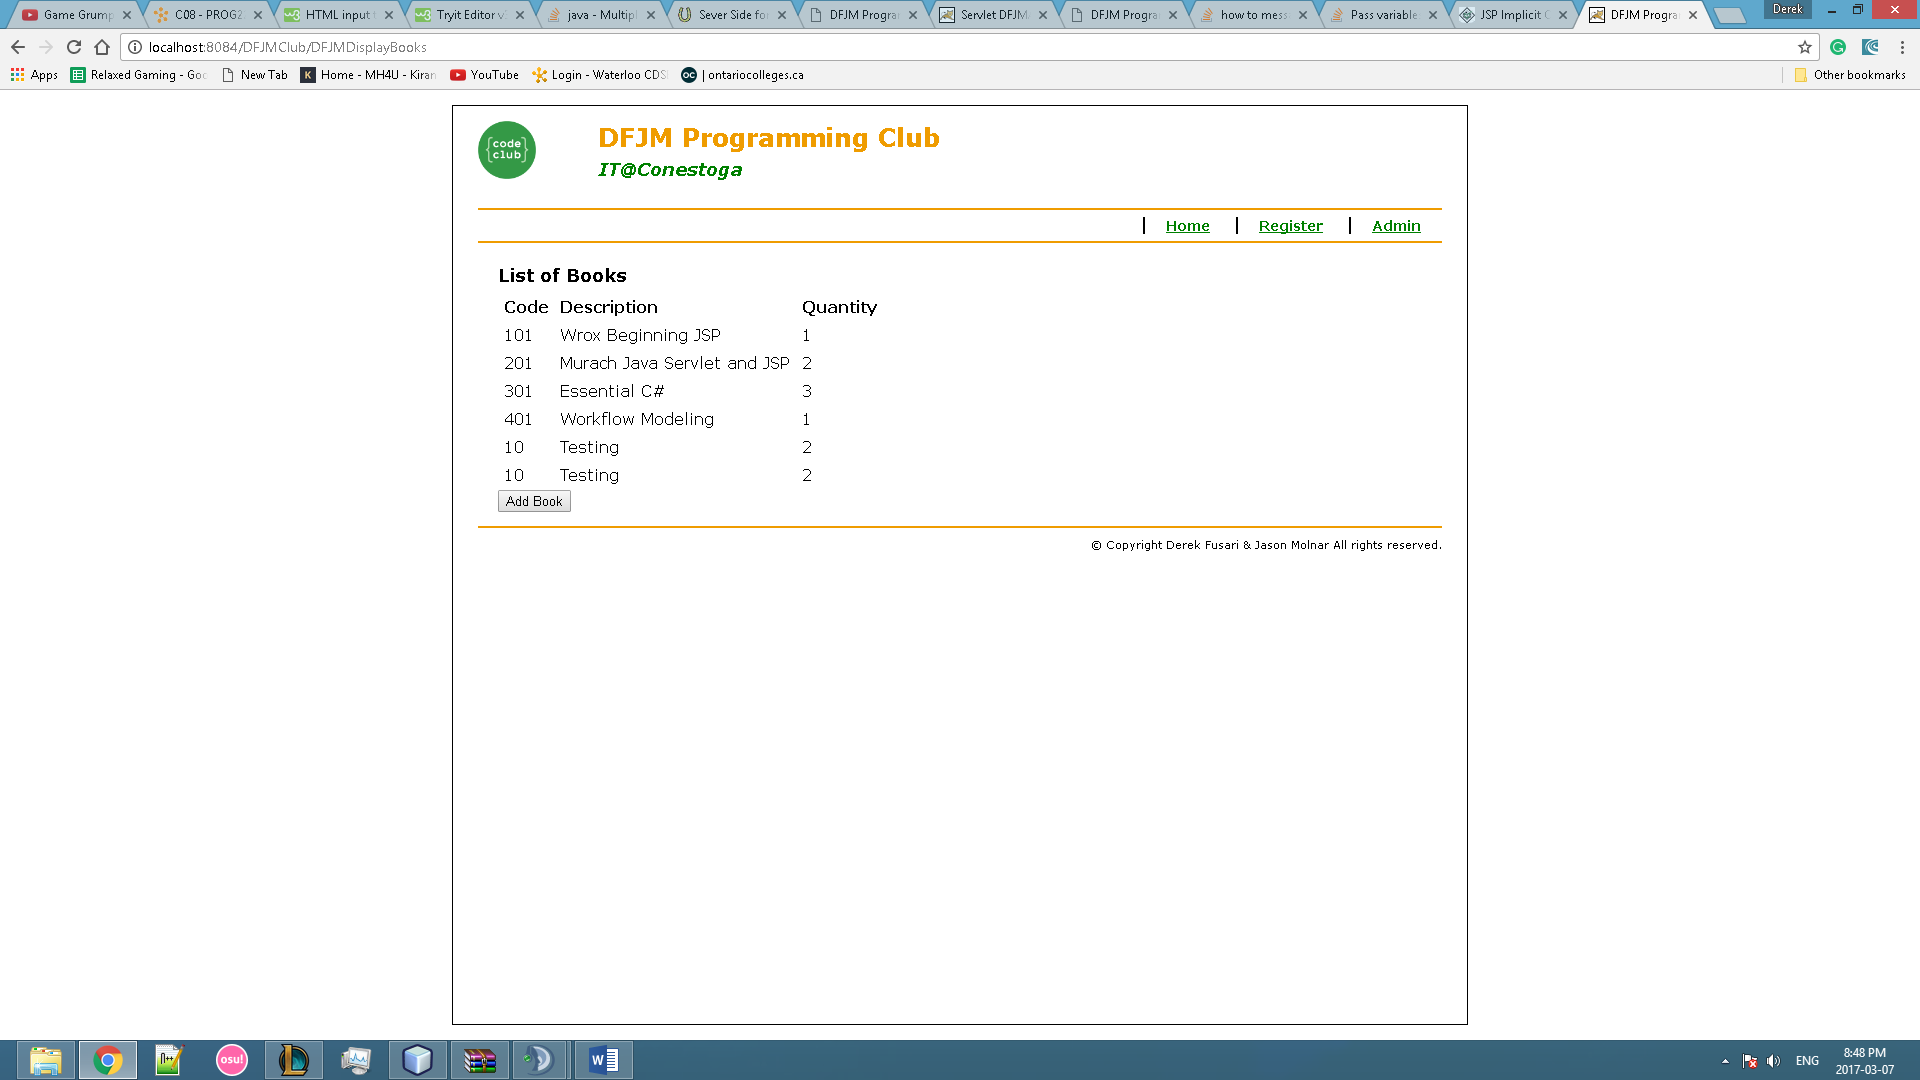 Game Grump
C08 - PROG2
HTML input
Tryit Editor v
java - Multip
Sever Side fo
DFJM Progra
Servlet DFJM
DFJM Progra
how to mess
Pass variable
JSP Implicit
DFJM Progra
Derek
localhost:8084/DFJMClub/DFJMDisplayBooks
Apps
Relaxed Gaming - Goo
New Tab
Home - MH4U - Kiran
YouTube
Login - Waterloo CDS
| ontariocolleges.ca
Other bookmarks
{code
club}
DFJM Programming Club
IT@Conestoga
Home
Register
Admin
List of Books
Code Description Quantity
101 Wrox Beginning JSP 1
201 Murach Java Servlet and JSP 2
301 Essential C# 3
401 Workflow Modeling 1
10 Testing 2
10 Testing 2
Add Book
© Copyright Derek Fusari & Jason Molnar All rights reserved.
osu!
ENG
8:48 PM
2017-03-07